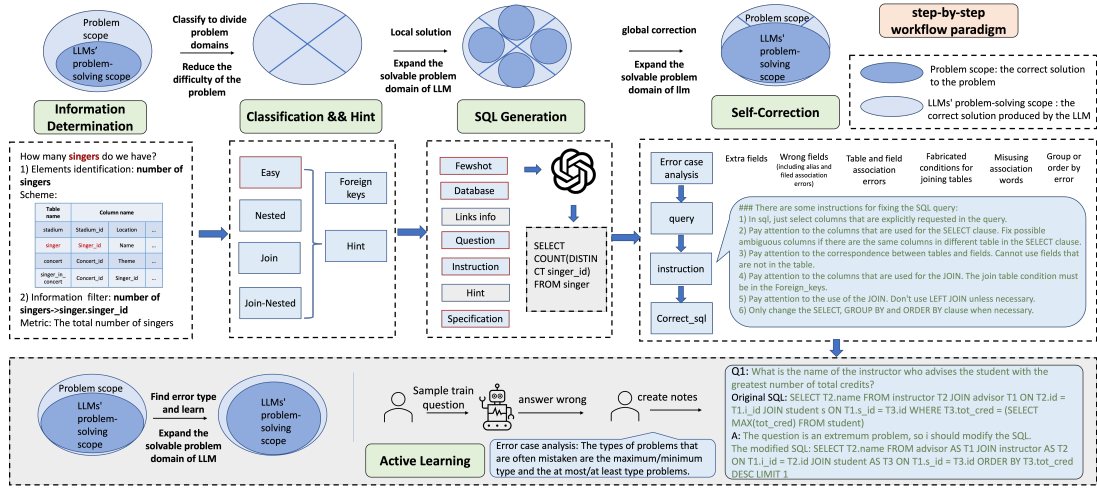 Problem scope
LLMs' problem-solving scope
Classify to divide problem domains
Reduce the difficulty of the problem
Local solution
Expand the solvable problem domain of LLM
global correction
Expand the solvable problem domain of llm
Problem scope
LLMs' problem-solving scope
step-by-step workflow paradigm
Problem scope: the correct solution to the problem
LLMs' problem-solving scope : the correct solution produced by the LLM
Information Determination
Classification && Hint
SQL Generation
Self-Correction
How many singers do we have?
1) Elements identification: number of singers
Scheme:
Table name Column name
stadium Stadium_id Location ...
singer Singer_id Name ...
concert Concert_id Theme ...
singer_in_concert Concert_id Singer_id ...
2) Information filter: number of singers->singer.singer_id
Metric: The total number of singers
Easy
Nested
Join
Join-Nested
Foreign keys
Hint
Fewshot
Database
Links info
Question
Instruction
Hint
Specification
SELECT
COUNT(DISTIN
CT singer_id)
FROM singer
Error case analysis
query
instruction
Correct_sql
Extra fields
Wrong fields (including alias and filed association errors)
Table and field association errors
Fabricated conditions for joining tables
Misusing association words
Group or order by error
### There are some instructions for fixing the SQL query:
1) In sql, just select columns that are explicitly requested in the query.
2) Pay attention to the columns that are used for the SELECT clause. Fix possible
ambiguous columns if there are the same columns in different table in the SELECT clause.
3) Pay attention to the correspondence between tables and fields. Cannot use fields that
are not in the table.
4) Pay attention to the columns that are used for the JOIN. The join table condition must
be in the Foreign_keys.
5) Pay attention to the use of the JOIN. Don't use LEFT JOIN unless necessary.
6) Only change the SELECT, GROUP BY and ORDER BY clause when necessary.
Problem scope
LLMs' problem-solving scope
Find error type and learn
Expand the solvable problem domain of LLM
LLMs' problem-solving scope
Sample train question
answer wrong
create notes
Active Learning
Error case analysis: The types of problems that
are often mistaken are the maximum/minimum
type and the at most/at least type problems.
Q1: What is the name of the instructor who advises the student with the
greatest number of total credits?
Original SQL: SELECT T2.name FROM instructor T2 JOIN advisor T1 ON T2.id =
T1.i_id JOIN student s ON T1.s_id = T3.id WHERE T3.tot_cred = (SELECT
MAX(tot_cred) FROM student)
A: The question is an extremum problem, so i should modify the SQL.
The modified SQL: SELECT T2.name FROM advisor AS T1 JOIN instructor AS T2
ON T1.i_id = T2.id JOIN student AS T3 ON T1.s_id = T3.id ORDER BY T3.tot_cred
DESC LIMIT 1